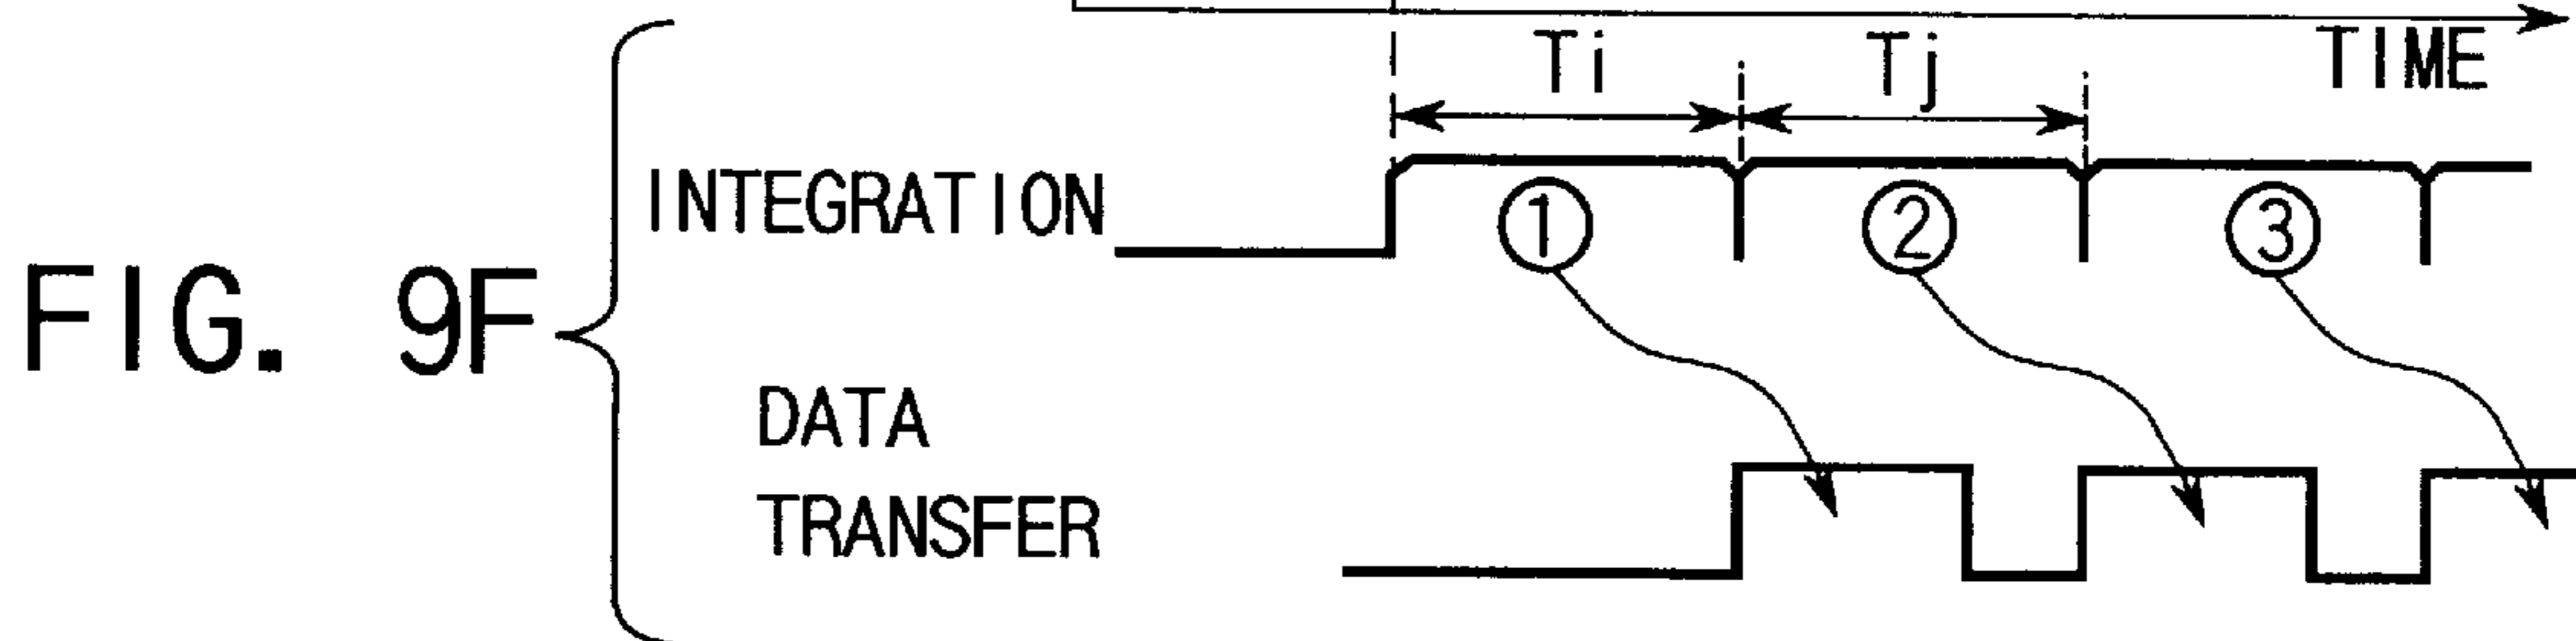 TIME
Ti
Tj
INTEGRATION
① ② ③
FIG. 9F
DATA
TRANSFER